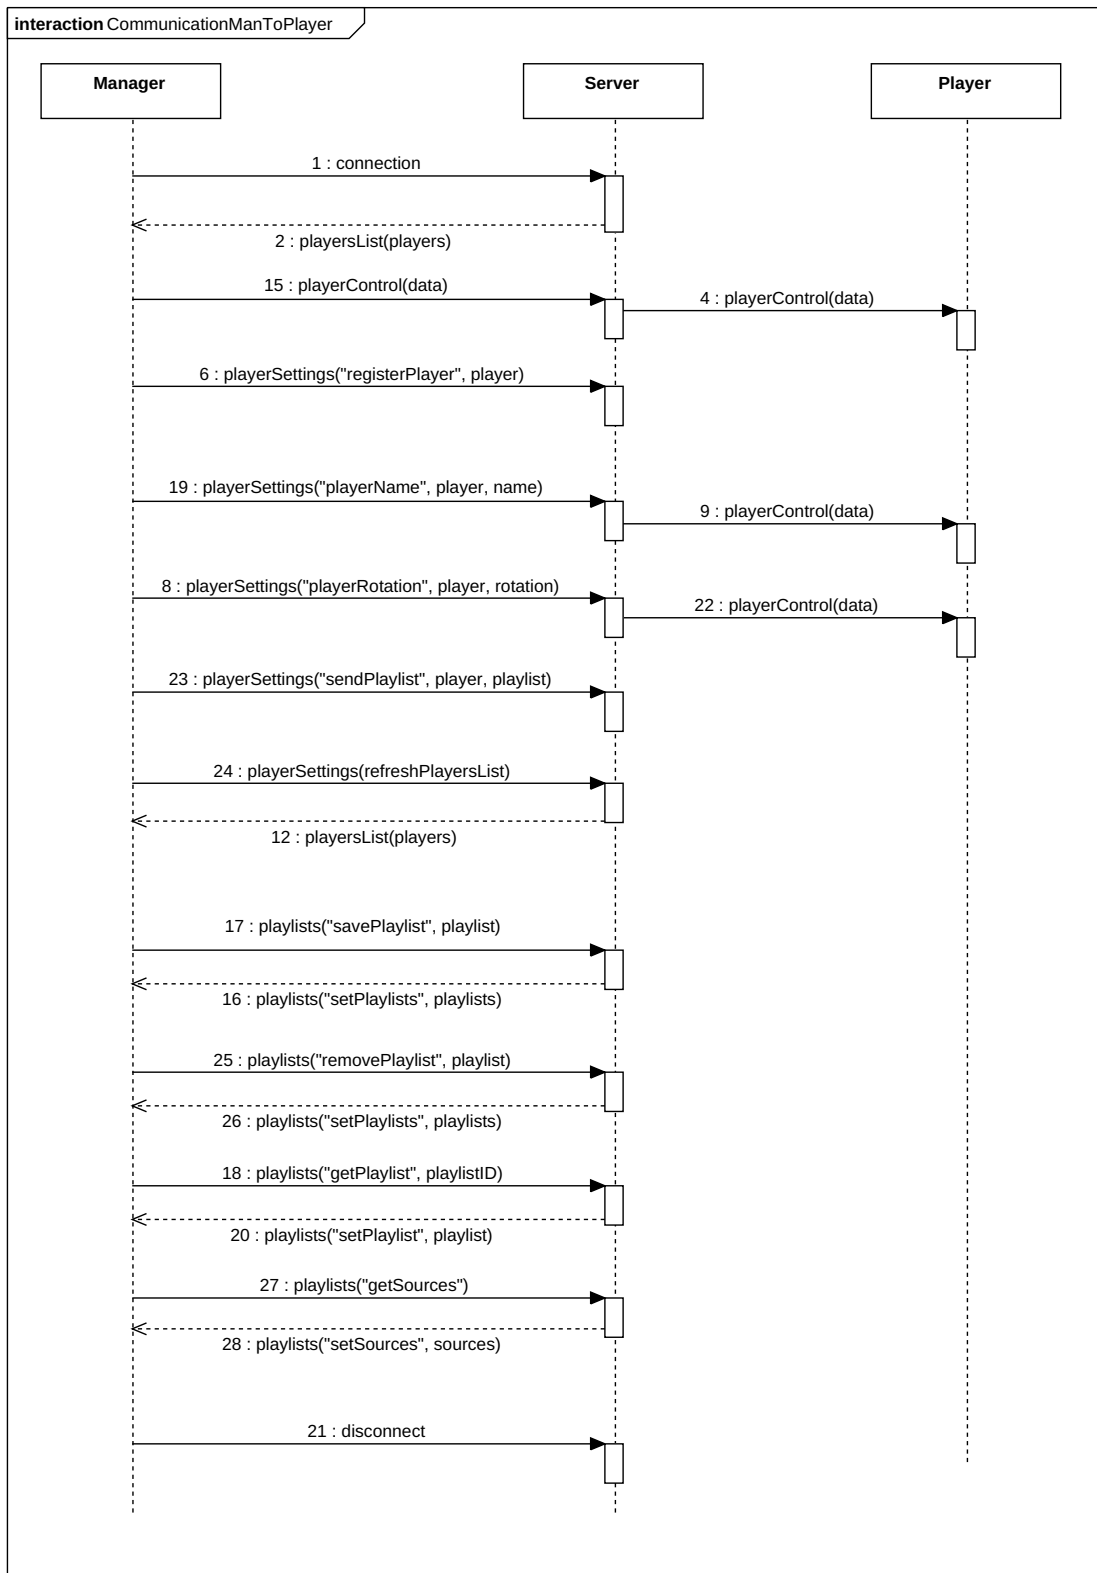 interaction CommunicationManToPlayer
Manager
Server
Player
1 : connection
2 : playersList(players)
15 : playerControl(data)
4 : playerControl(data)
6 : playerSettings("registerPlayer", player)
19 : playerSettings("playerName", player, name)
9 : playerControl(data)
8 : playerSettings("playerRotation", player, rotation)
22 : playerControl(data)
23 : playerSettings("sendPlaylist", player, playlist)
24 : playerSettings(refreshPlayersList)
12 : playersList(players)
17 : playlists("savePlaylist", playlist)
16 : playlists("setPlaylists", playlists)
25 : playlists("removePlaylist", playlist)
26 : playlists("setPlaylists", playlists)
18 : playlists("getPlaylist", playlistID)
20 : playlists("setPlaylist", playlist)
27 : playlists("getSources")
28 : playlists("setSources", sources)
21 : disconnect